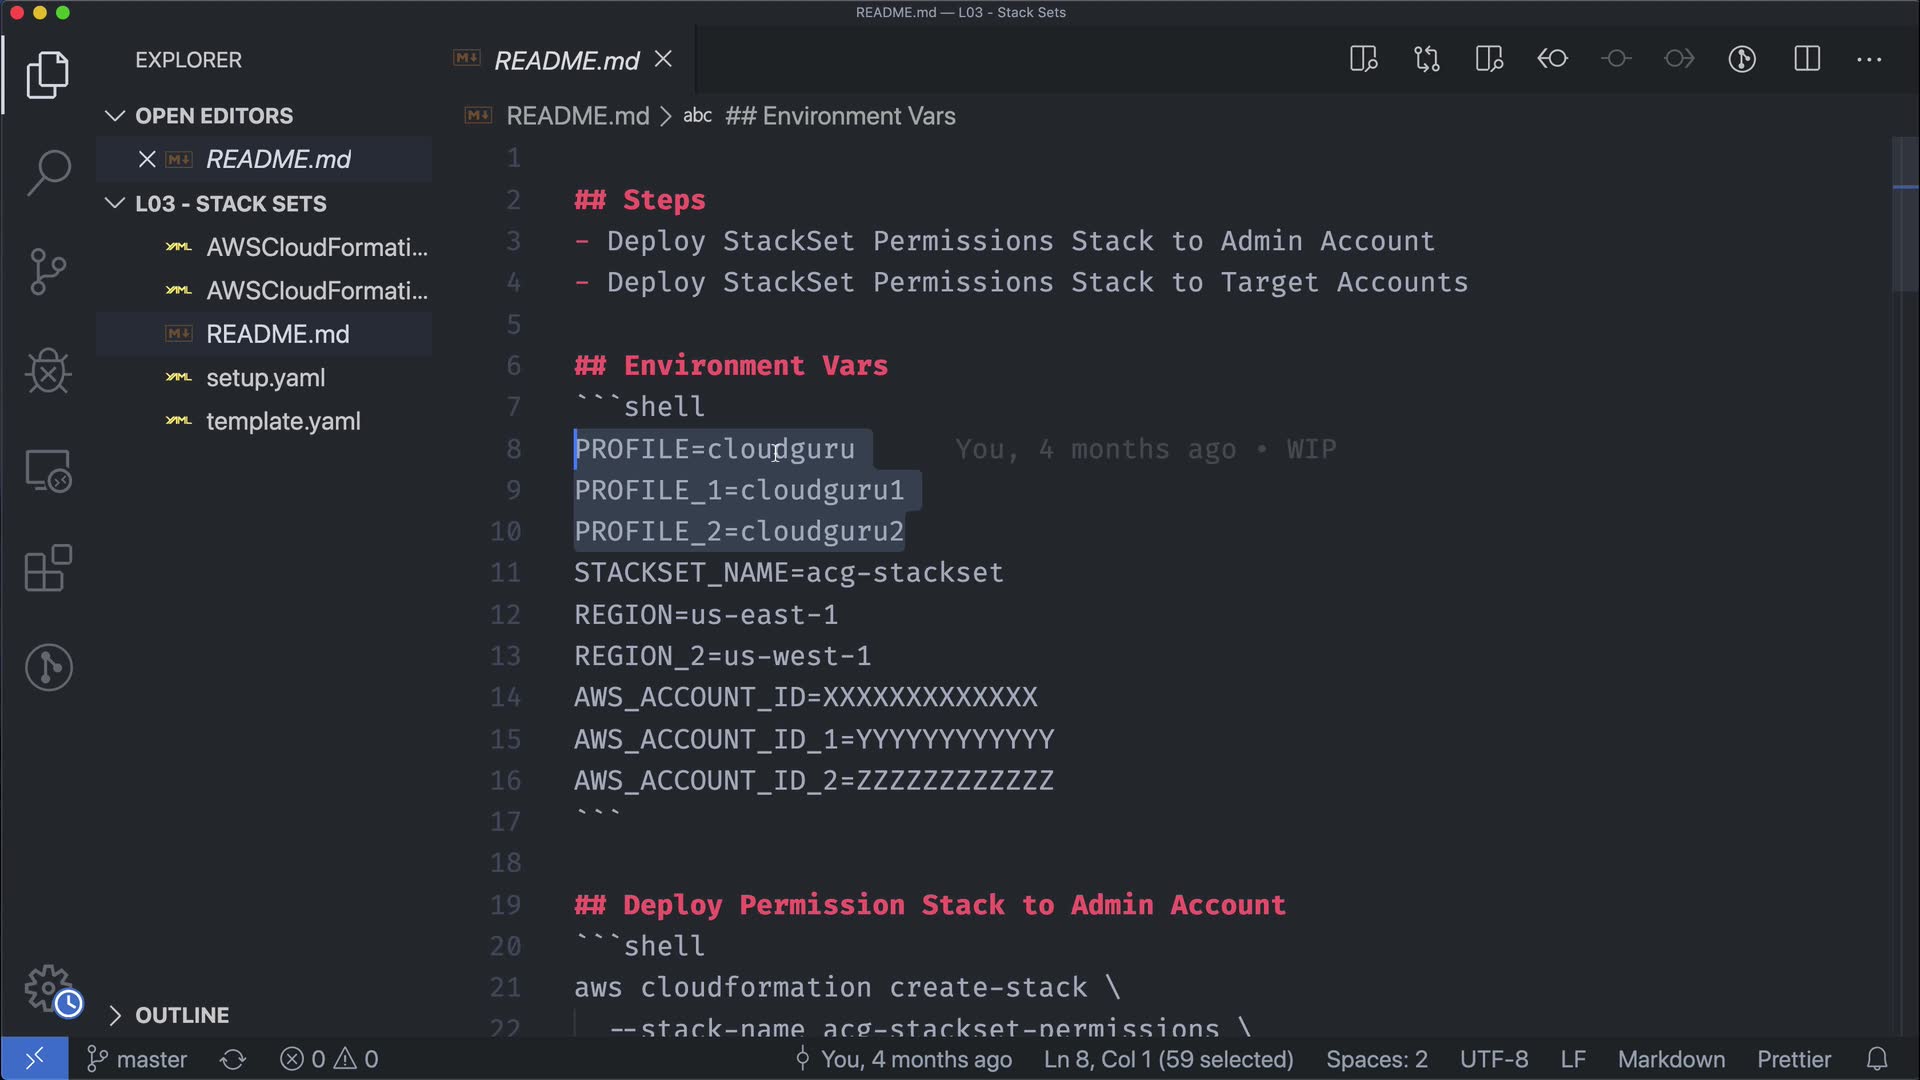 README.md — L03 - Stack Sets
EXPLORER
README.md
OPEN EDITORS
README.md
README.md > abc ## Environment Vars
L03 - STACK SETS
AWSCloudFormati...
AWSCloudFormati...
README.md
setup.yaml
template.yaml
OUTLINE
1
2 ## Steps
3 - Deploy StackSet Permissions Stack to Admin Account
4 - Deploy StackSet Permissions Stack to Target Accounts
5
6 ## Environment Vars
7 ```shell
8 PROFILE=cloudguru You, 4 months ago • WIP
9 PROFILE_1=cloudguru1
10 PROFILE_2=cloudguru2
11 STACKSET_NAME=acg-stackset
12 REGION=us-east-1
13 REGION_2=us-west-1
14 AWS_ACCOUNT_ID=XXXXXXXXXXXXX
15 AWS_ACCOUNT_ID_1=YYYYYYYYYYYY
16 AWS_ACCOUNT_ID_2=ZZZZZZZZZZZZ
17 ```
18
19 ## Deploy Permission Stack to Admin Account
20 ```shell
21 aws cloudformation create-stack \
22 --stack-name acg-stackset-permissions \
master 0 0 You, 4 months ago Ln 8, Col 1 (59 selected) Spaces: 2 UTF-8 LF Markdown Prettier